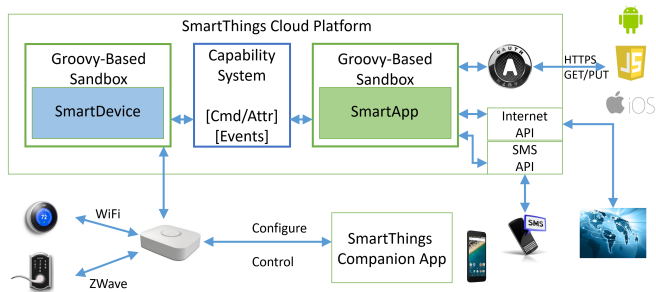 SmartThings Cloud Platform
Groovy-Based
Sandbox
SmartDevice
Capability
System
[Cmd/Attr]
[Events]
Groovy-Based
Sandbox
SmartApp
OAUTH
A
HTTPS
GET/PUT
JS
iOS
Internet
API
SMS
API
WiFi
72
ZWave
Configure
Control
SmartThings
Companion App
SMS